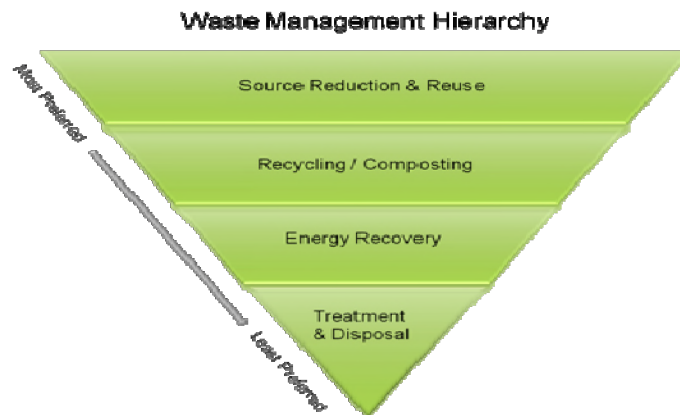 Waste Management Hierarchy
Most Preferred
Source Reduction & Reuse
Recycling / Composting
Energy Recovery
Treatment
& Disposal
Least Preferred